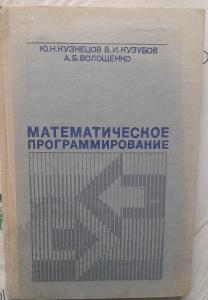 Ю.Н.КУЗНЕЦОВ В.И.КУЗУБОВ
А.Б.ВОЛОЩЕНКО
МАТЕМАТИЧЕСКОЕ
ПРОГРАММИРОВАНИЕ